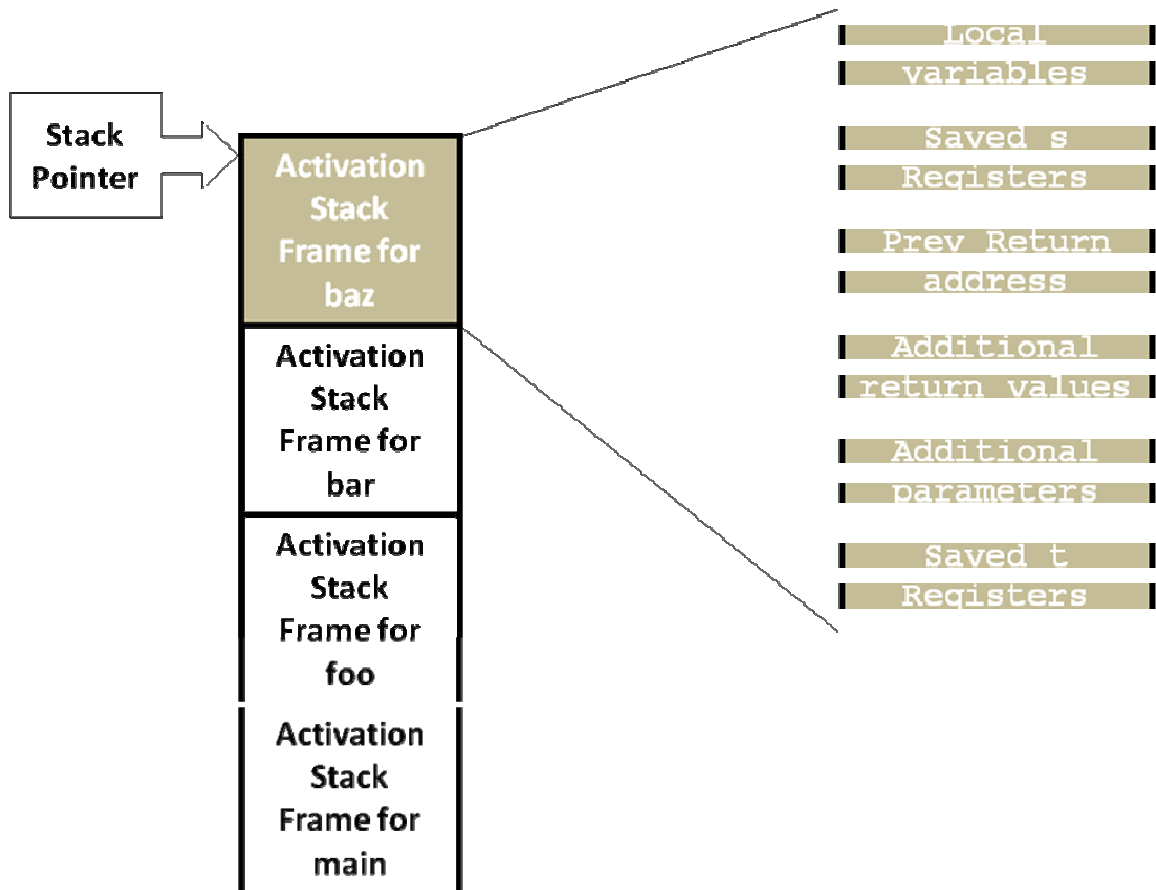 Stack
Pointer
Activation
Stack
Frame for
baz
Activation
Stack
Frame for
bar
Activation
Stack
Frame for
foo
Activation
Stack
Frame for
main
Local
variables
Saved s
Registers
Prev Return
address
Additional
return values
Additional
parameters
Saved t
Registers